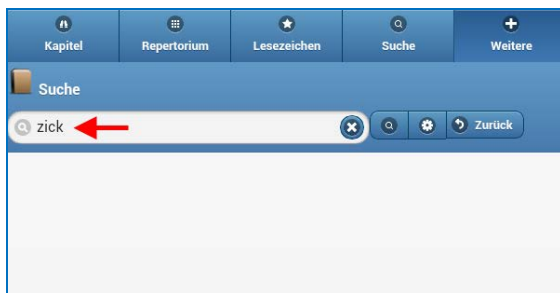 Kapitel Repertorium Lesezeichen Suche Weitere
Suche
zick Zurück